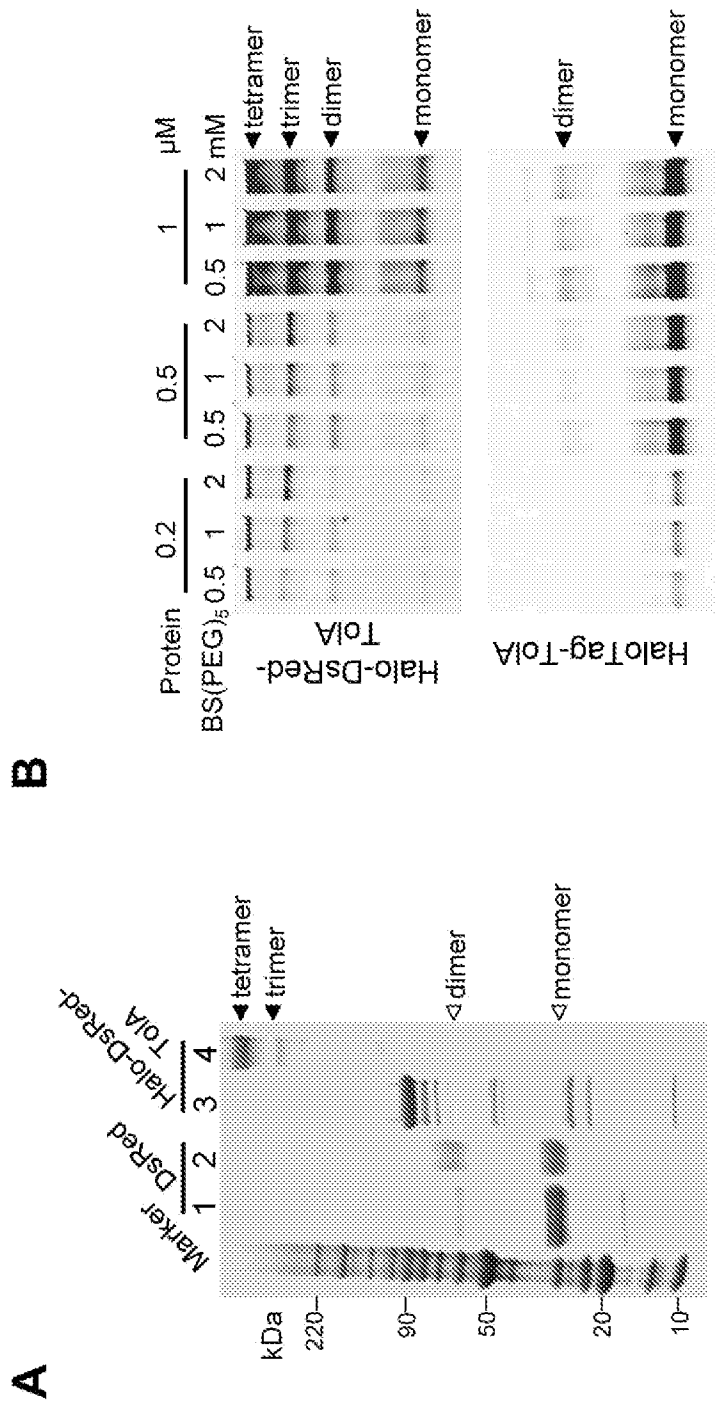 A
Marker
DsRed
Halo-DsRed-
TolA
1 2 3 4
kDa
220
90
50
20
10
tetramer
trimer
dimer
monomer
B
Protein 0.2 0.5 1 µM
BS(PEG)5 0.5 1 2 0.5 1 2 0.5 1 2 mM
Halo-DsRed-
TolA
tetramer
trimer
dimer
monomer
HaloTag-TolA
dimer
monomer